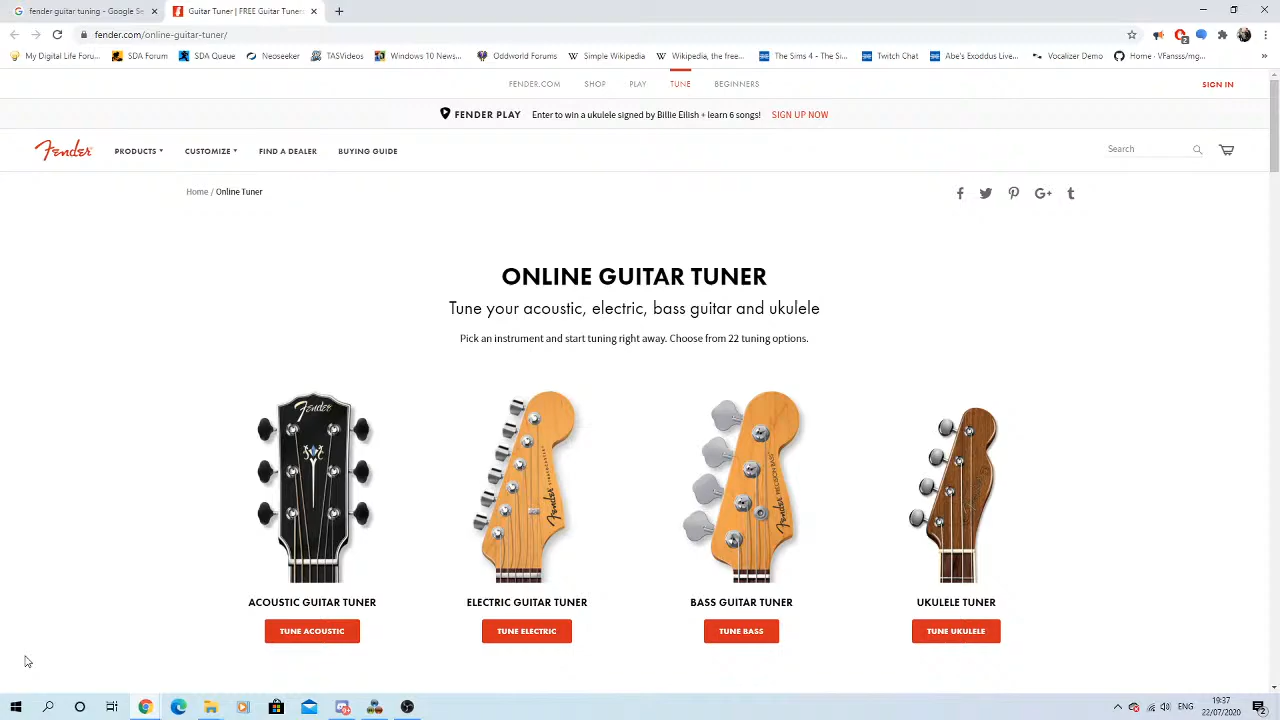 fender guitar tuning - Google S
Guitar Tuner: FREE Guitar Tuner
fender.com/online-guitar-tuner/
My Digital Life Foru... SDA Forum SDA Queue Neoseeker TASVideos Windows 10 News... Oddworld Forums Simple Wikipedia Wikipedia, the free... The Sims 4 - The Si... Twitch Chat Abe's Exoddus Live... Vocalizer Demo Home · Vfansss/mg...
FENDER.COM SHOP PLAY TUNE BEGINNERS SIGN IN
FENDER PLAY Enter to win a ukulele signed by Billie Eilish + learn 6 songs! SIGN UP NOW
Fender PRODUCTS CUSTOMIZE FIND A DEALER BUYING GUIDE Search
Home / Online Tuner
ONLINE GUITAR TUNER
Tune your acoustic, electric, bass guitar and ukulele
Pick an instrument and start tuning right away. Choose from 22 tuning options.
Fender
Fender
Fender PRECISION BASS
ACOUSTIC GUITAR TUNER ELECTRIC GUITAR TUNER BASS GUITAR TUNER UKULELE TUNER
TUNE ACOUSTIC TUNE ELECTRIC TUNE BASS TUNE UKULELE
ENG 19:37
22/07/2020